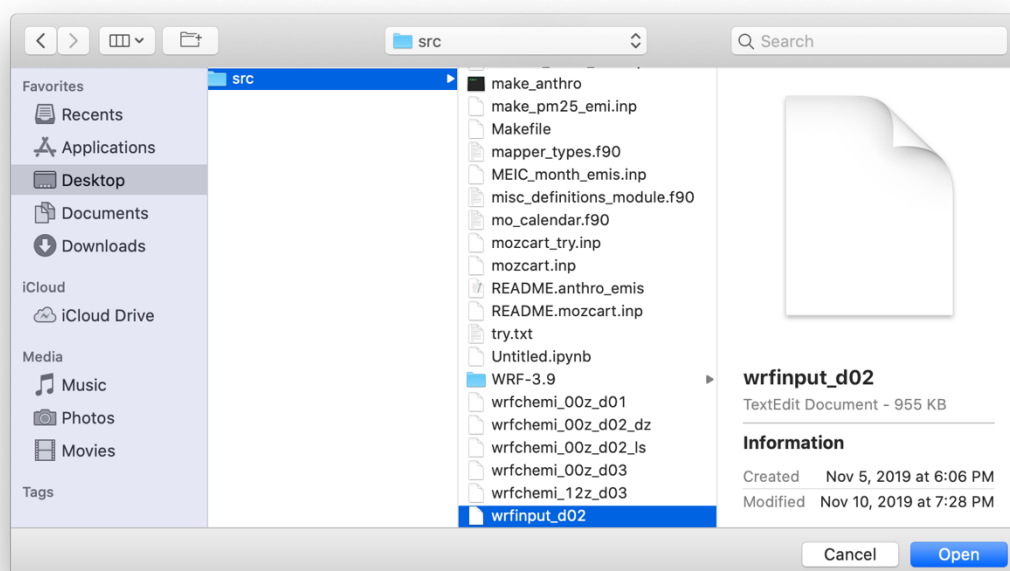 src
Search
Favorites
Recents
Applications
Desktop
Documents
Downloads
iCloud
iCloud Drive
Media
Music
Photos
Movies
Tags
src
make_anthro
make_pm25_emi.inp
Makefile
mapper_types.f90
MEIC_month_emis.inp
misc_definitions_module.f90
mo_calendar.f90
mozcart_try.inp
mozcart.inp
README.anthro_emis
README.mozcart.inp
try.txt
Untitled.ipynb
WRF-3.9
wrfchemi_00z_d01
wrfchemi_00z_d02_dz
wrfchemi_00z_d02_ls
wrfchemi_00z_d03
wrfchemi_12z_d03
wrfinput_d02
wrfinput_d02
TextEdit Document - 955 KB
Information
Created Nov 5, 2019 at 6:06 PM
Modified Nov 10, 2019 at 7:28 PM
Cancel
Open